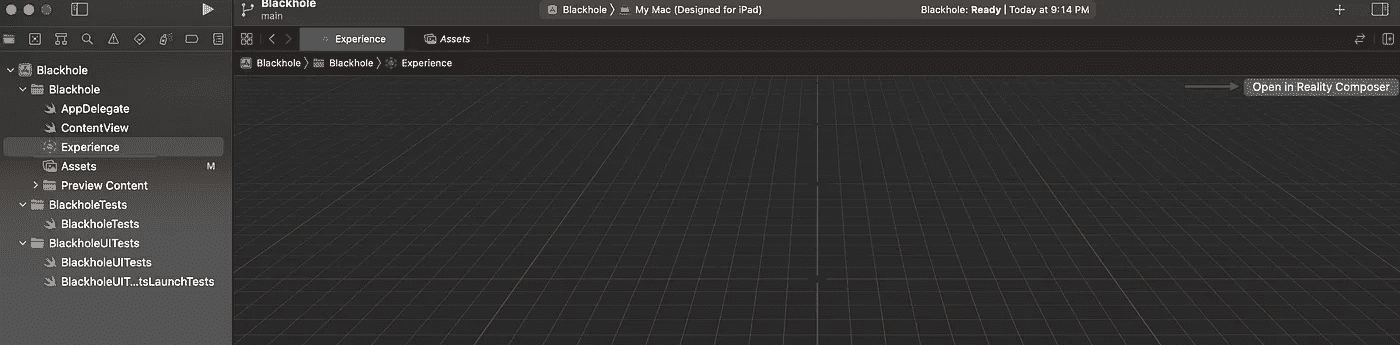 Blackhole
main
Blackhole 〉 My Mac (Designed for iPad)
Blackhole: Ready | Today at 9:14 PM
Experience
Assets
Blackhole 〉 Blackhole 〉 Experience
Open in Reality Composer
Blackhole
Blackhole
AppDelegate
ContentView
Experience
Assets M
Preview Content
BlackholeTests
BlackholeTests
BlackholeUITests
BlackholeUITests
BlackholeUIT...tsLaunchTests